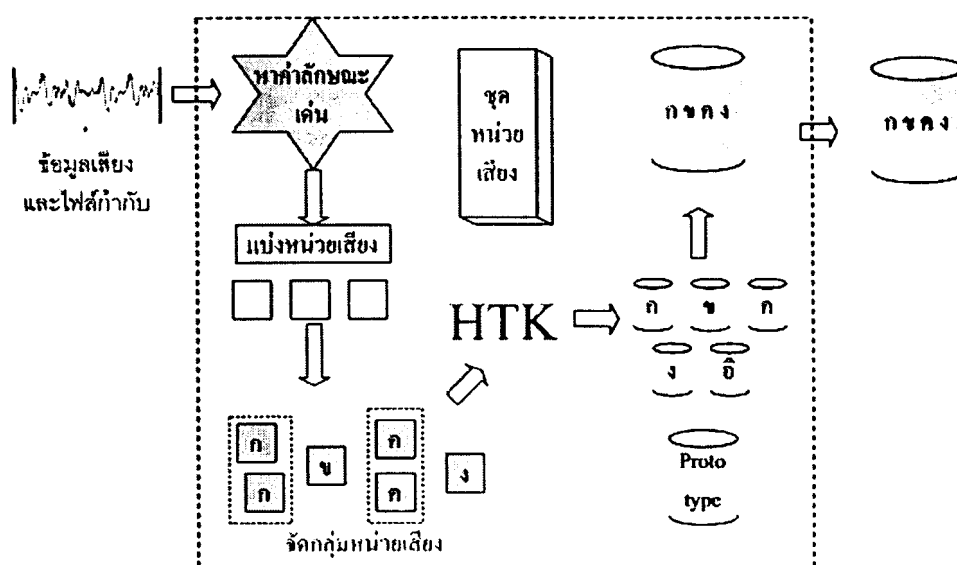 หาค่าลักษณะ
เด่น
ข้อมูลเสียง
และไฟล์กำกับ
แบ่งหน่วยเสียง
ก
ก
ข
ค
ค
ง
จัดกลุ่มหน่วยเสียง
ชุด
หน่วย
เสียง
HTK
ก ข ค
ง อี
Proto
type
ก ข ค ง
ก ข ค ง